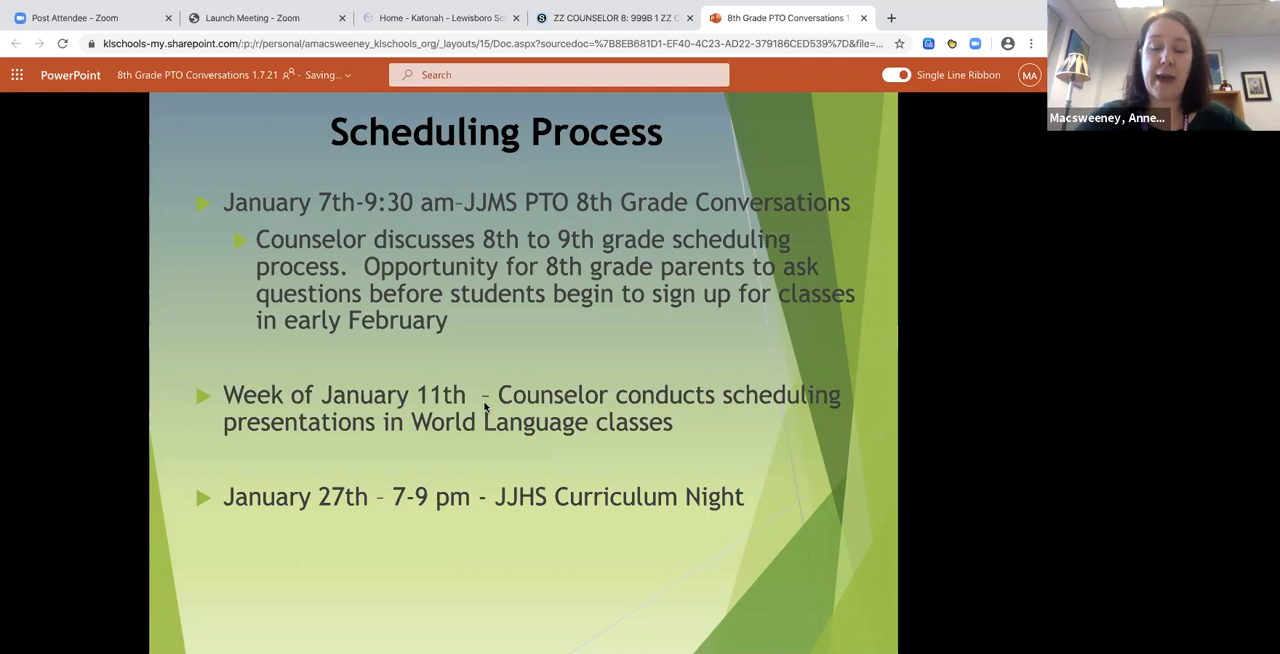 Post Attendee - Zoom
Launch Meeting - Zoom
Home - Katonah - Lewisboro Sc
ZZ COUNSELOR 8: 999B 1 ZZ C
8th Grade PTO Conversations 1.
klschools-my.sharepoint.com/:p:/r/personal/amacsweeney_klschools_org/_layouts/15/Doc.aspx?sourcedoc=%7B8EB681D1-EF40-4C23-AD22-379186CED539%7D&file=...
PowerPoint
8th Grade PTO Conversations 1.7.21 - Saving...
Search
Single Line Ribbon
MA
Macsweeney, Anne...
Scheduling Process
January 7th-9:30 am–JJMS PTO 8th Grade Conversations
Counselor discusses 8th to 9th grade scheduling
process. Opportunity for 8th grade parents to ask
questions before students begin to sign up for classes
in early February
Week of January 11th – Counselor conducts scheduling
presentations in World Language classes
January 27th – 7-9 pm - JJHS Curriculum Night